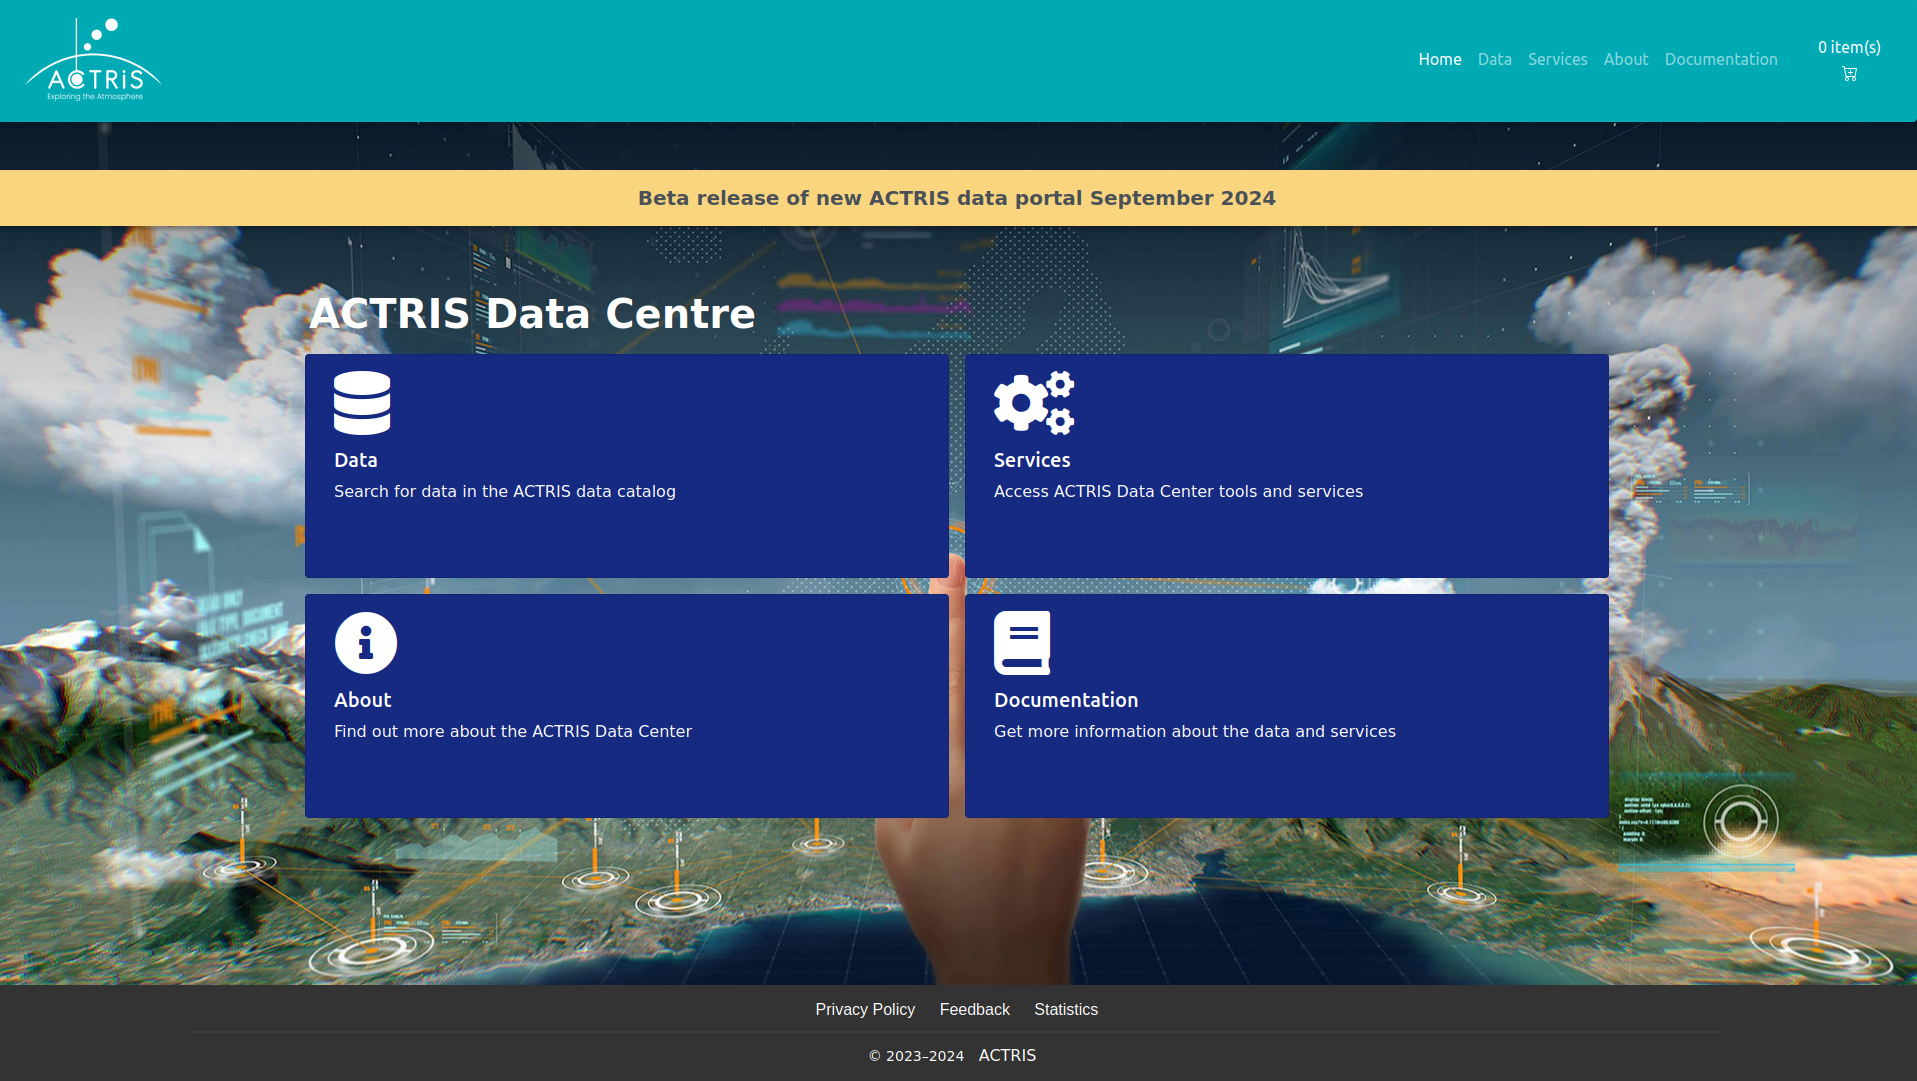 ACTRiS
Exploring the Atmosphere
Home Data Services About Documentation
0 item(s)
Beta release of new ACTRIS data portal September 2024
ACTRIS Data Centre
Data
Search for data in the ACTRIS data catalog
Services
Access ACTRIS Data Center tools and services
About
Find out more about the ACTRIS Data Center
Documentation
Get more information about the data and services
Privacy Policy Feedback Statistics
© 2023–2024 ACTRIS